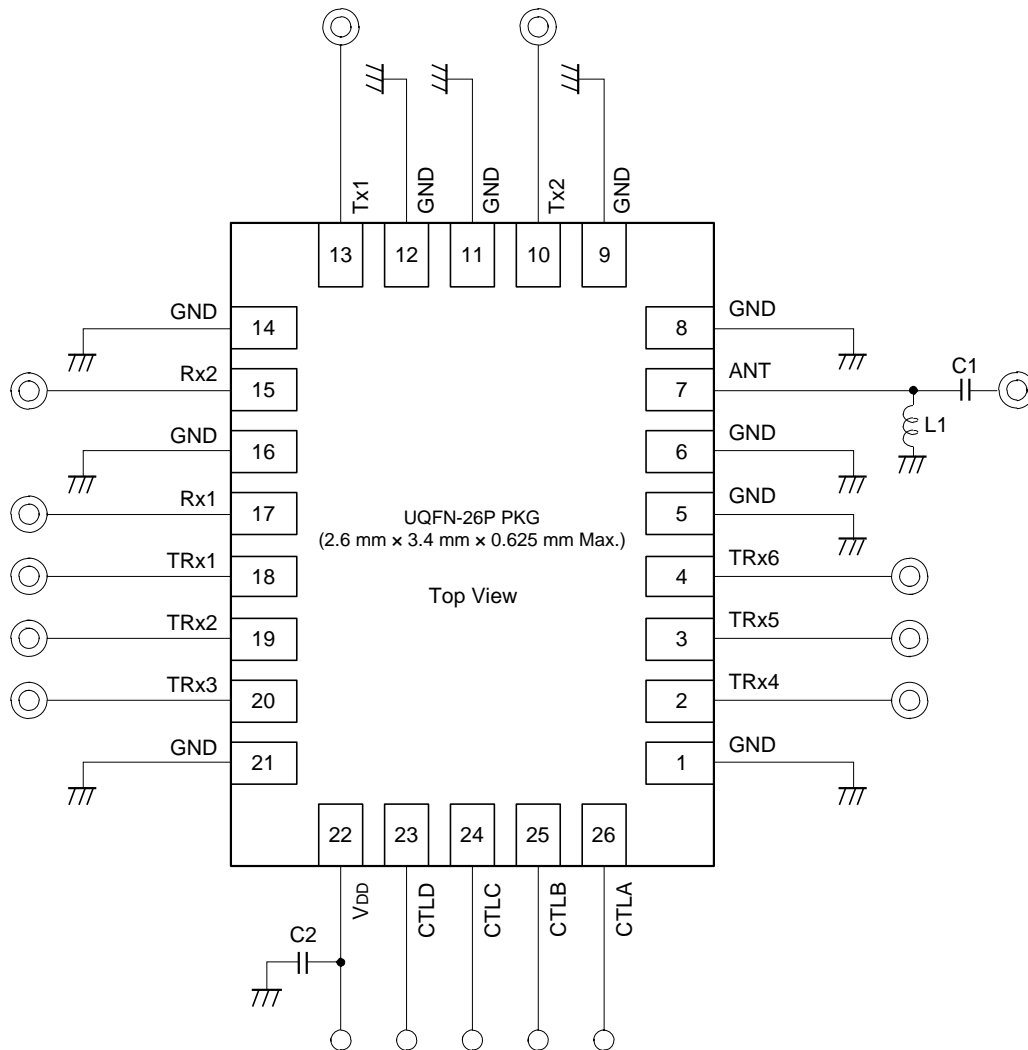 Tx1
GND
GND
Tx2
GND
13
12
11
10
9
GND
14
8
GND
Rx2
15
7
ANT
C1
L1
GND
16
6
GND
Rx1
17
5
GND
UQFN-26P PKG
(2.6 mm × 3.4 mm × 0.625 mm Max.)
Top View
TRx1
18
4
TRx6
TRx2
19
3
TRx5
TRx3
20
2
TRx4
GND
21
1
GND
22
23
24
25
26
VDD
CTLD
CTLC
CTLB
CTLA
C2